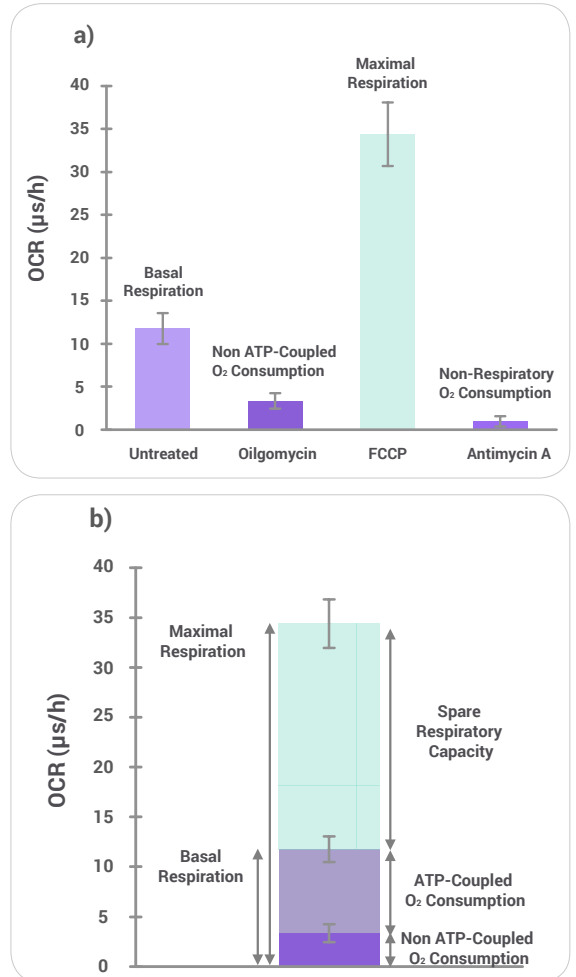 a)
OCR (µs/h)
40
35
30
25
20
15
10
5
0
Basal
Respiration
Non ATP-Coupled
O₂ Consumption
Maximal
Respiration
Non-Respiratory
O₂ Consumption
Untreated
Oilgomycin
FCCP
Antimycin A
b)
OCR (µs/h)
40
35
30
25
20
15
10
5
0
Maximal
Respiration
Basal
Respiration
Spare
Respiratory
Capacity
ATP-Coupled
O₂ Consumption
Non ATP-Coupled
O₂ Consumption